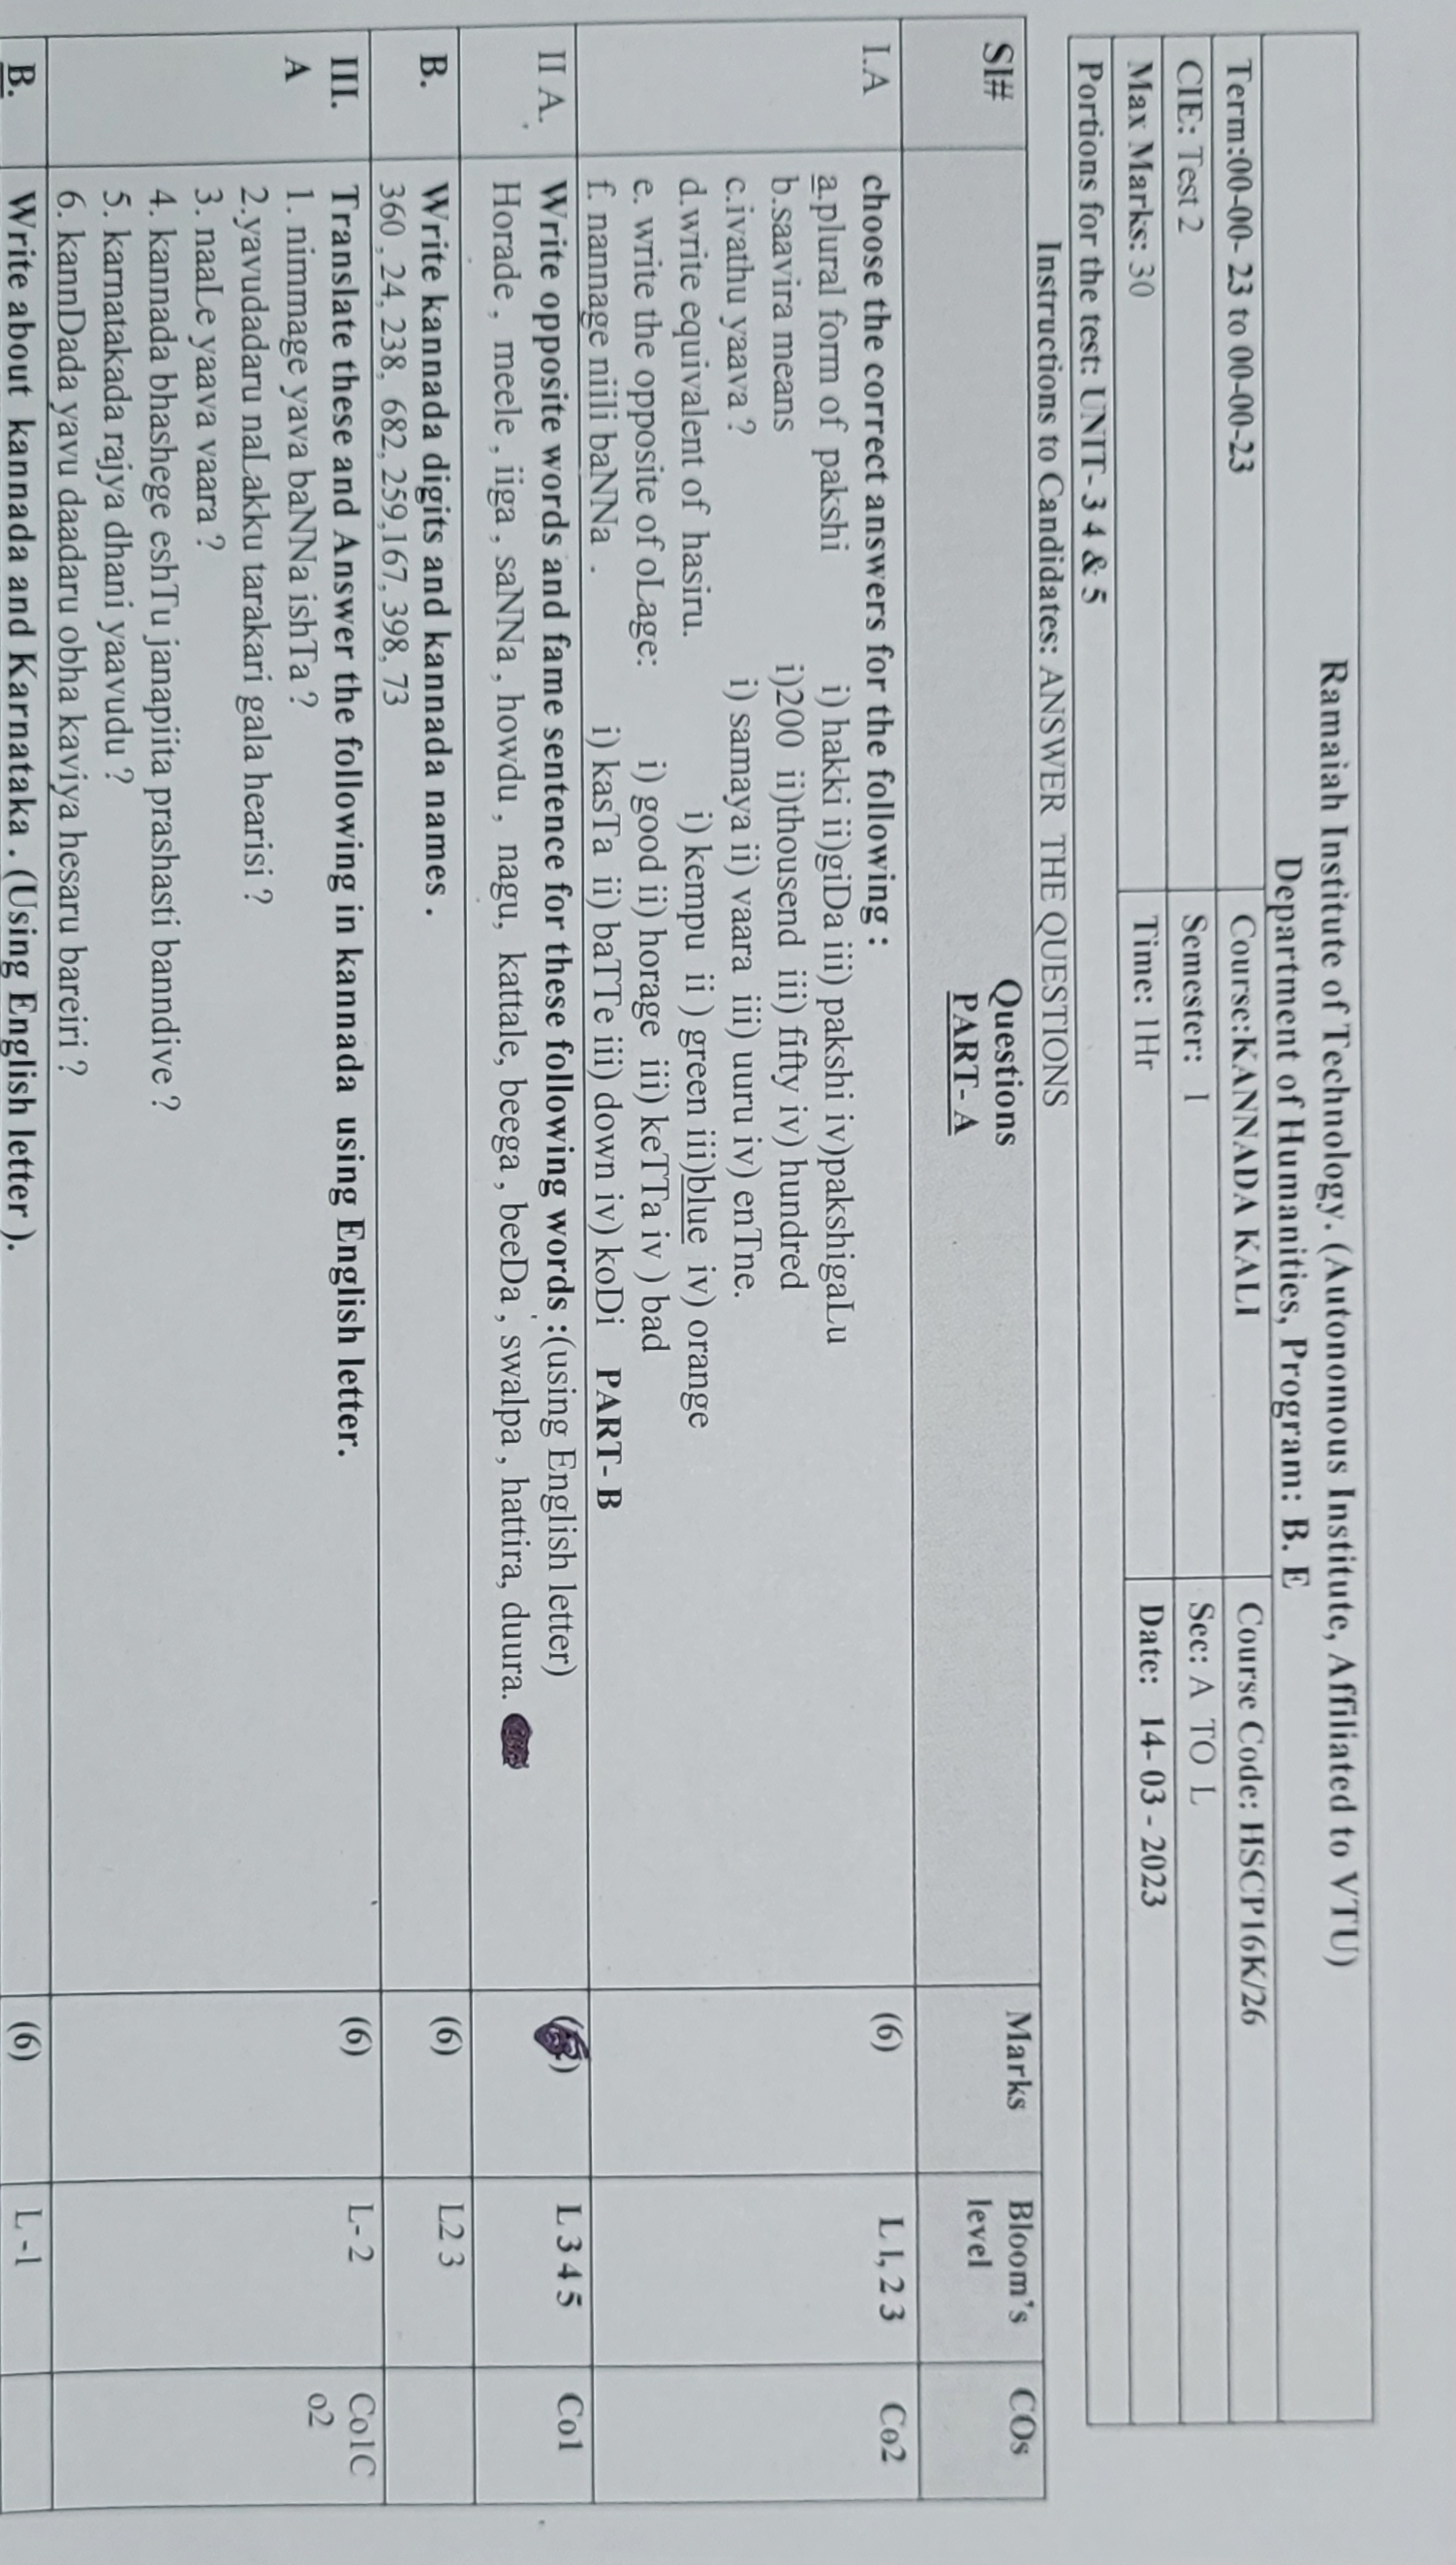 Ramaiah Institute of Technology. (Autonomous Institute, Affiliated to VTU)
Department of Humanities, Program: B. E
Term:00-00- 23 to 00-00-23 Course:KANNADA KALI Course Code: HSCP16K/26
CIE: Test 2 Semester: I Sec: A TO L
Max Marks: 30 Time: 1Hr Date: 14- 03 - 2023
Portions for the test: UNIT- 3 4 & 5
Instructions to Candidates: ANSWER THE QUESTIONS
Sl# Questions Marks Bloom's COs
PART- A level
I.A choose the correct answers for the following : (6) L 1, 2 3 Co2
a.plural form of pakshi i) hakki ii)giDa iii) pakshi iv)pakshigaLu
b.saavira means i)200 ii)thousend iii) fifty iv) hundred
c.ivathu yaava ? i) samaya ii) vaara iii) uuru iv) enTne.
d.write equivalent of hasiru. i) kempu ii ) green iii)blue iv) orange
e. write the opposite of oLage: i) good ii) horage iii) keTTa iv ) bad
f. nannage niili baNNa . i) kasTa ii) baTTe iii) down iv) koDi PART- B
II A. Write opposite words and fame sentence for these following words :(using English letter) L 3 4 5 Co1
Horade , meele , iiga , saNNa , howdu , nagu, kattale, beega , beeDa , swalpa , hattira, duura.
B. Write kannada digits and kannada names . (6) L2 3
360 , 24, 238, 682, 259,167, 398, 73
III. Translate these and Answer the following in kannada using English letter. (6) L- 2 Co1C
A 1. nimmage yava baNNa ishTa ? o2
2.yavudadaru naLakku tarakari gala hearisi ?
3. naaLe yaava vaara ?
4. kannada bhashege eshTu janapiita prashasti banndive ?
5. karnatakada rajya dhani yaavudu ?
6. kannDada yavu daadaru obha kaviya hesaru bareiri ?
B. Write about kannada and Karnataka . (Using English letter ). (6) L -1